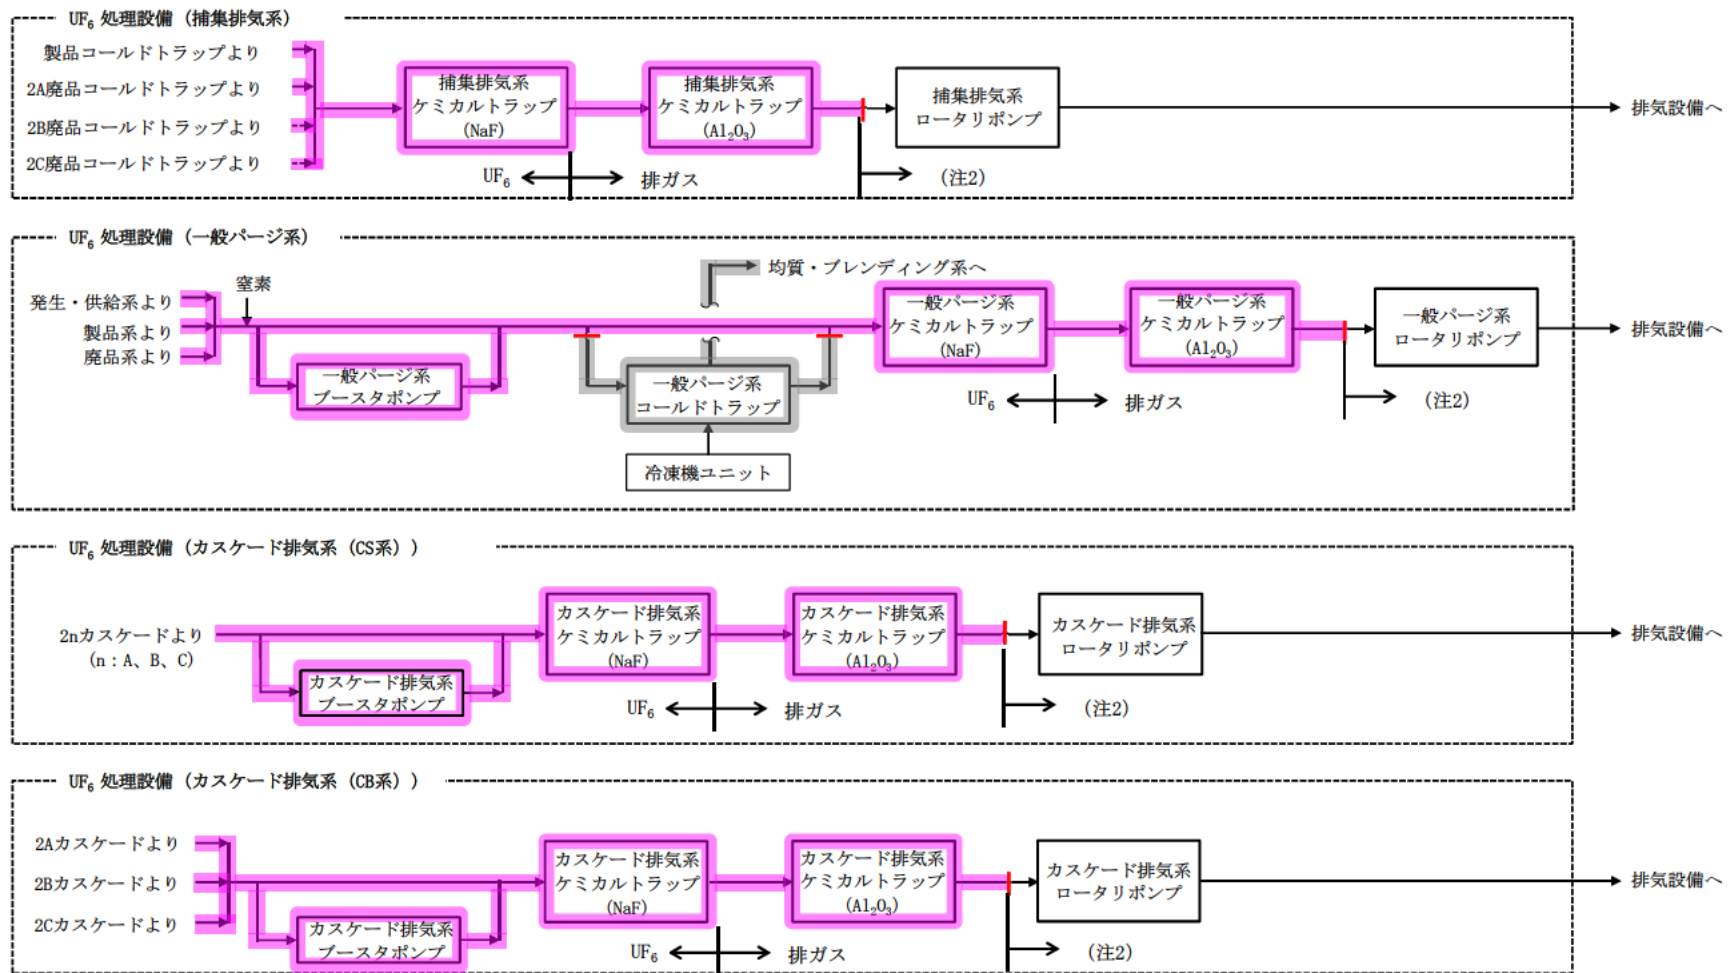 UF6 処理設備（捕集排気系）
製品コールドトラップより
2A廃品コールドトラップより
2B廃品コールドトラップより
2C廃品コールドトラップより
捕集排気系
ケミカルトラップ
(NaF)
捕集排気系
ケミカルトラップ
(Al2O3)
捕集排気系
ロータリポンプ
排気設備へ
UF6
排ガス
（注2）
UF6 処理設備（一般パージ系）
発生・供給系より
製品系より
廃品系より
窒素
一般パージ系
ブースタポンプ
均質・ブレンディング系へ
一般パージ系
コールドトラップ
冷凍機ユニット
一般パージ系
ケミカルトラップ
(NaF)
一般パージ系
ケミカルトラップ
(Al2O3)
一般パージ系
ロータリポンプ
排気設備へ
UF6
排ガス
（注2）
UF6 処理設備（カスケード排気系（CS系））
2nカスケードより
(n：A、B、C)
カスケード排気系
ブースタポンプ
カスケード排気系
ケミカルトラップ
(NaF)
カスケード排気系
ケミカルトラップ
(Al2O3)
カスケード排気系
ロータリポンプ
排気設備へ
UF6
排ガス
（注2）
UF6 処理設備（カスケード排気系（CB系））
2Aカスケードより
2Bカスケードより
2Cカスケードより
カスケード排気系
ブースタポンプ
カスケード排気系
ケミカルトラップ
(NaF)
カスケード排気系
ケミカルトラップ
(Al2O3)
カスケード排気系
ロータリポンプ
排気設備へ
UF6
排ガス
（注2）